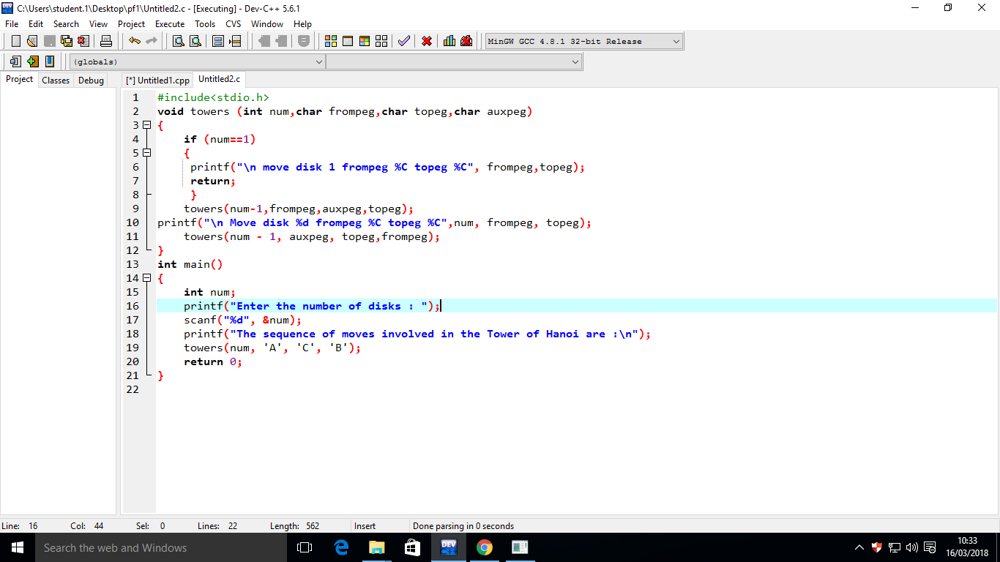 C:\Users\student.1\Desktop\pf1\Untitled2.c - [Executing] - Dev-C++ 5.6.1
File Edit Search View Project Execute Tools CVS Window Help
MinGW GCC 4.8.1 32-bit Release
(globals)
Project Classes Debug [*] Untitled1.cpp Untitled2.c
1 #include<stdio.h>
2 void towers (int num,char frompeg,char topeg,char auxpeg)
3 {
4 if (num==1)
5 {
6 printf("\n move disk 1 frompeg %C topeg %C", frompeg,topeg);
7 return;
8 }
9 towers(num-1,frompeg,auxpeg,topeg);
10 printf("\n Move disk %d frompeg %C topeg %C",num, frompeg, topeg);
11 towers(num - 1, auxpeg, topeg,frompeg);
12 }
13 int main()
14 {
15 int num;
16 printf("Enter the number of disks : ");
17 scanf("%d", &num);
18 printf("The sequence of moves involved in the Tower of Hanoi are :\n");
19 towers(num, 'A', 'C', 'B');
20 return 0;
21 }
22
Line: 16 Col: 44 Sel: 0 Lines: 22 Length: 562 Insert Done parsing in 0 seconds
Search the web and Windows
DEV C++
10:33
16/03/2018